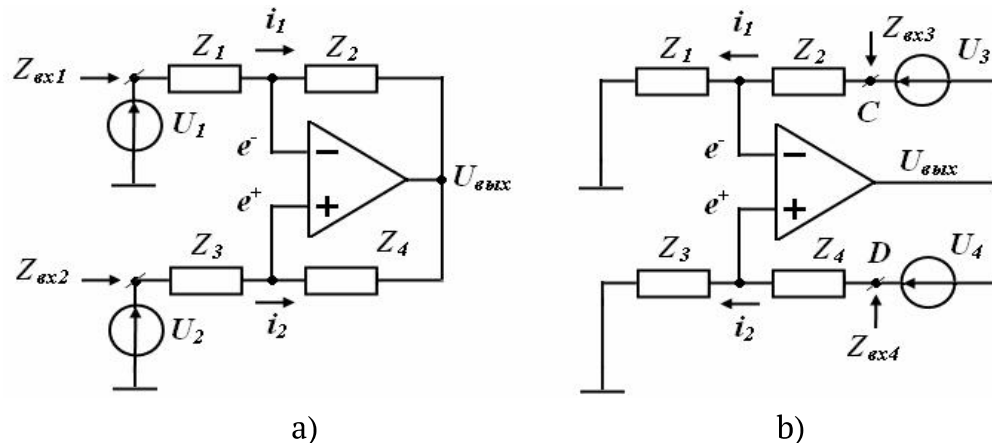 i₁
i₁
Zвх3
Z₁
Z₂
Z₁
Z₂
U₃
Zвх1
U₁
C
e⁻
e⁻
−
−
Uвых
Uвых
e⁺
e⁺
+
+
Z₃
Z₄
Z₃
Z₄
D
U₄
Zвх2
i₂
i₂
U₂
Zвх4
a)
b)